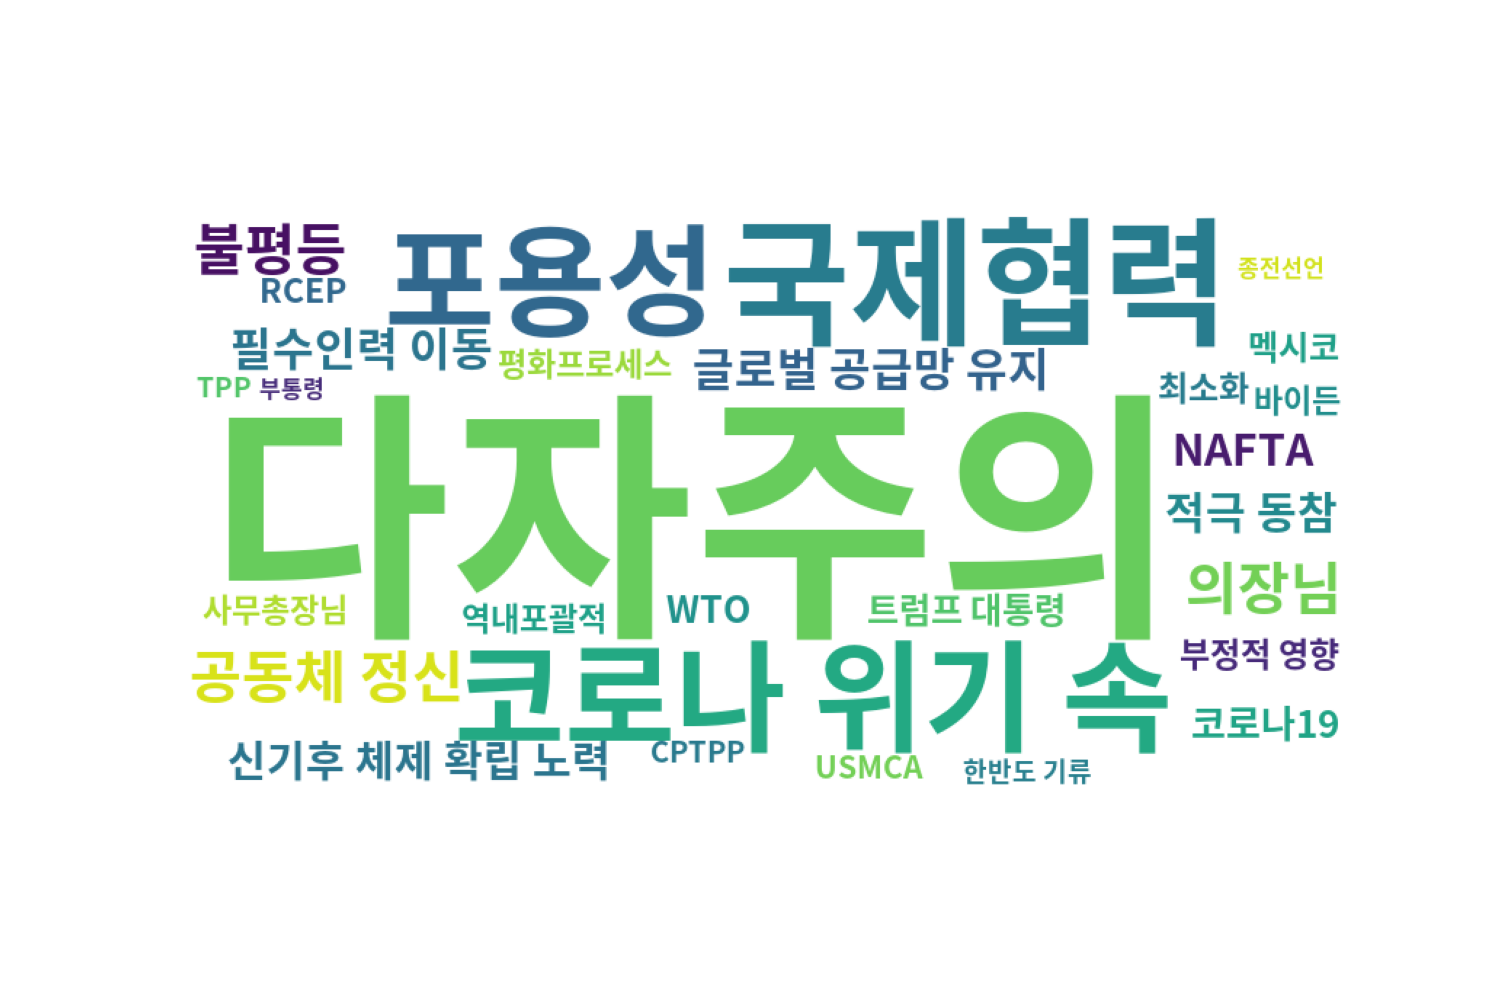 불평등
포용성
국제협력
RCEP
종전선언
필수인력 이동
평화프로세스
글로벌 공급망 유지
멕시코
TPP
부통령
최소화
바이든
다자주의
NAFTA
적극 동참
의장님
사무총장님
역내포괄적
WTO
트럼프 대통령
공동체 정신
코로나 위기 속
부정적 영향
코로나19
신기후 체제 확립 노력
CPTPP
USMCA
한반도 기류